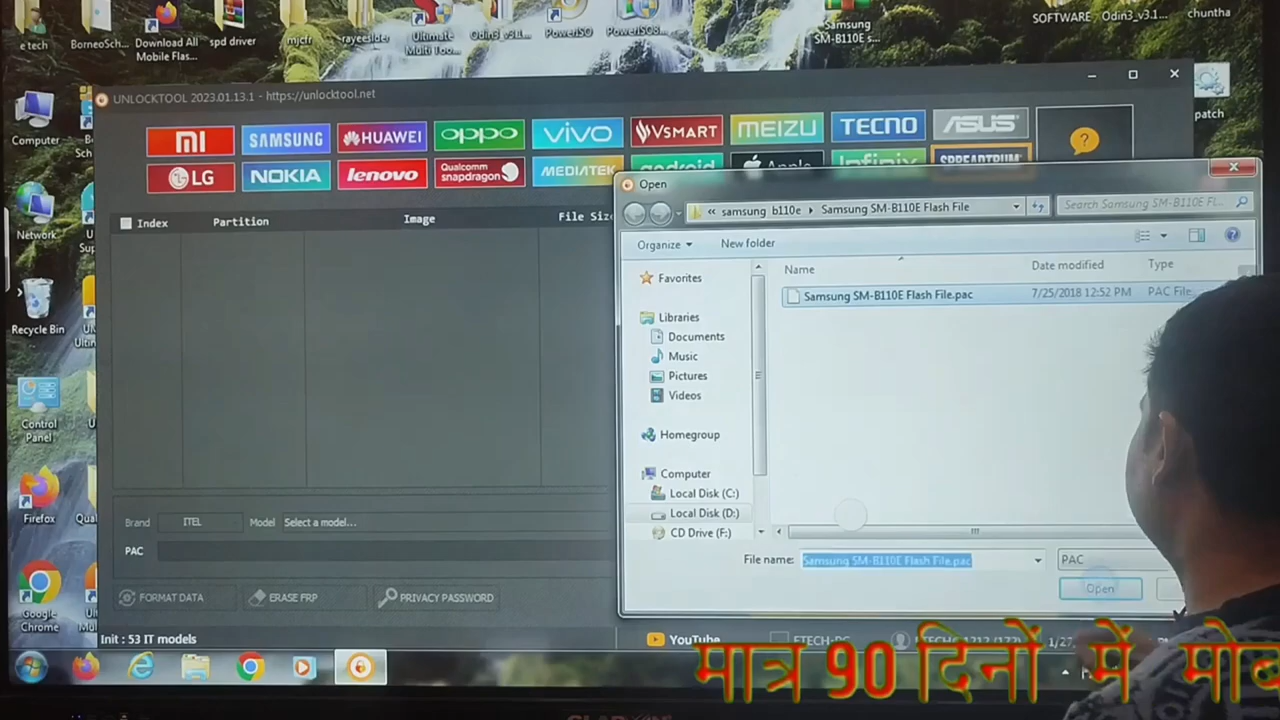 e tech
BorneoSch...
Download All
Mobile Flas...
spd driver
mjcfr
rayeeslder
Ultimate
Multi Too...
Odin3_v3.1...
PowerISO
PowerISO8...
Samsung
SM-B110E s...
SOFTWARE
Odin3_v3.1...
chuntha
UNLOCKTOOL 2023.01.13.1 - https://unlocktool.net
MI
SAMSUNG
HUAWEI
oppo
vivo
VSMART
MEIZU
TECNO
ASUS
?
LG
NOKIA
lenovo
Qualcomm
snapdragon
MEDIATEK
android
Apple
Infinix
SPREADTRUM
patch
Computer
Network
Recycle Bin
Control
Panel
Firefox
Google
Chrome
Index
Partition
Image
File Size
Open
« samsung b110e ▸ Samsung SM-B110E Flash File
Search Samsung SM-B110E Fl...
Organize
New folder
Name
Date modified
Type
Samsung SM-B110E Flash File.pac
7/25/2018 12:52 PM
PAC File
Favorites
Libraries
Documents
Music
Pictures
Videos
Homegroup
Computer
Local Disk (C:)
Local Disk (D:)
CD Drive (F:)
File name:
Samsung SM-B110E Flash File.pac
PAC
Open
Brand
ITEL
Model
Select a model...
PAC
FORMAT DATA
ERASE FRP
PRIVACY PASSWORD
Init : 53 IT models
YouTube
ETECH-PC
मात्र 90 दिनों में मोब